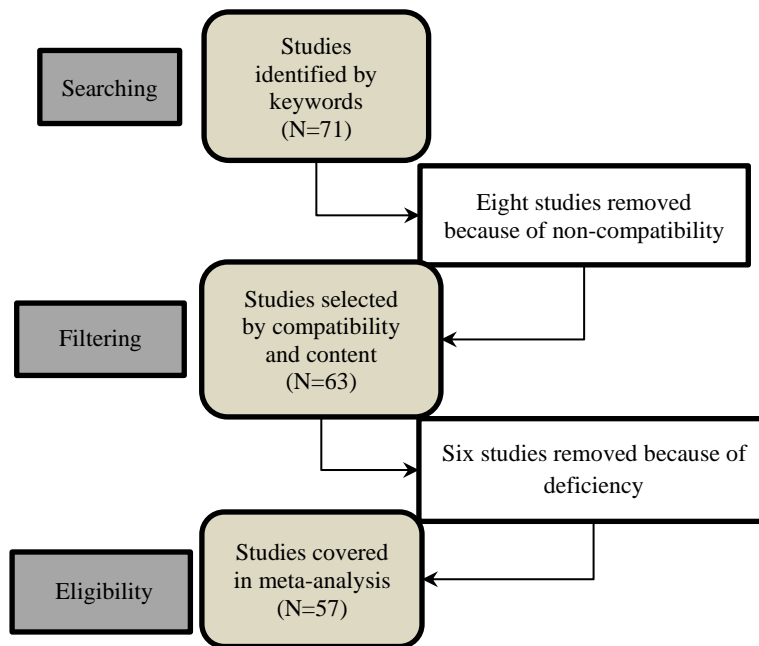 Searching
Studies
identified by
keywords
(N=71)
Eight studies removed
because of non-compatibility
Filtering
Studies selected
by compatibility
and content
(N=63)
Six studies removed because of
deficiency
Eligibility
Studies covered
in meta-analysis
(N=57)